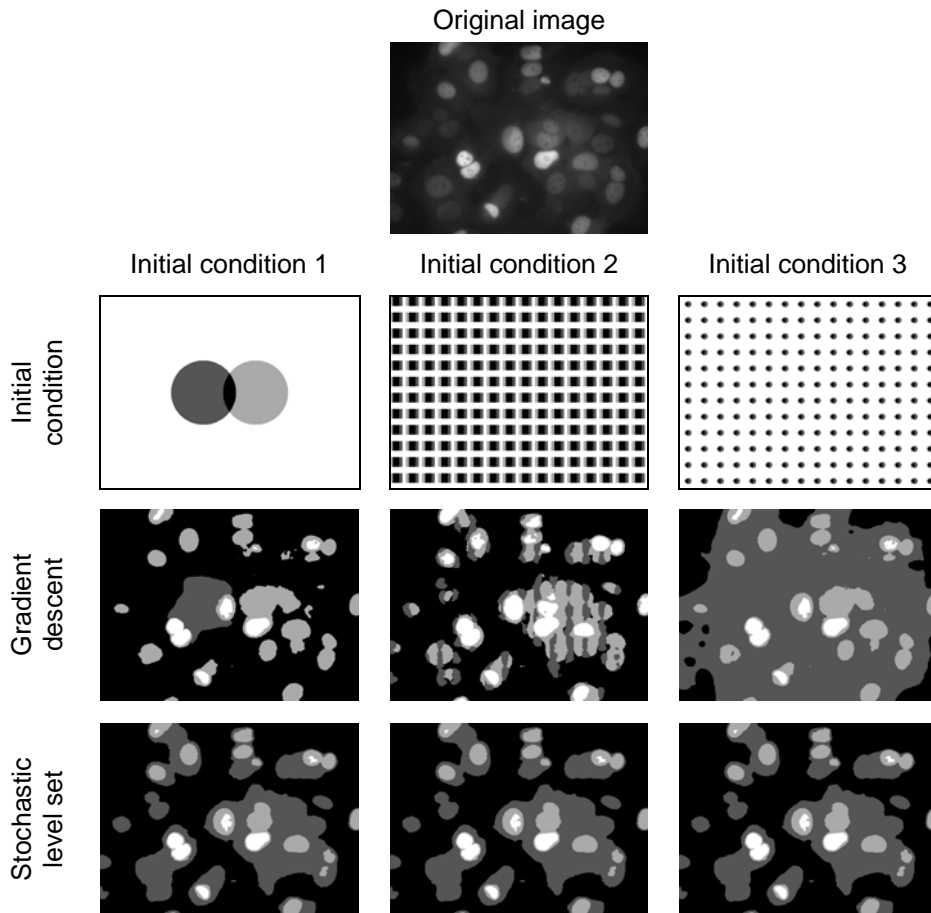 Original image
Initial condition 1
Initial condition 2
Initial condition 3
Initial
condition
Gradient
descent
Stochastic
level set